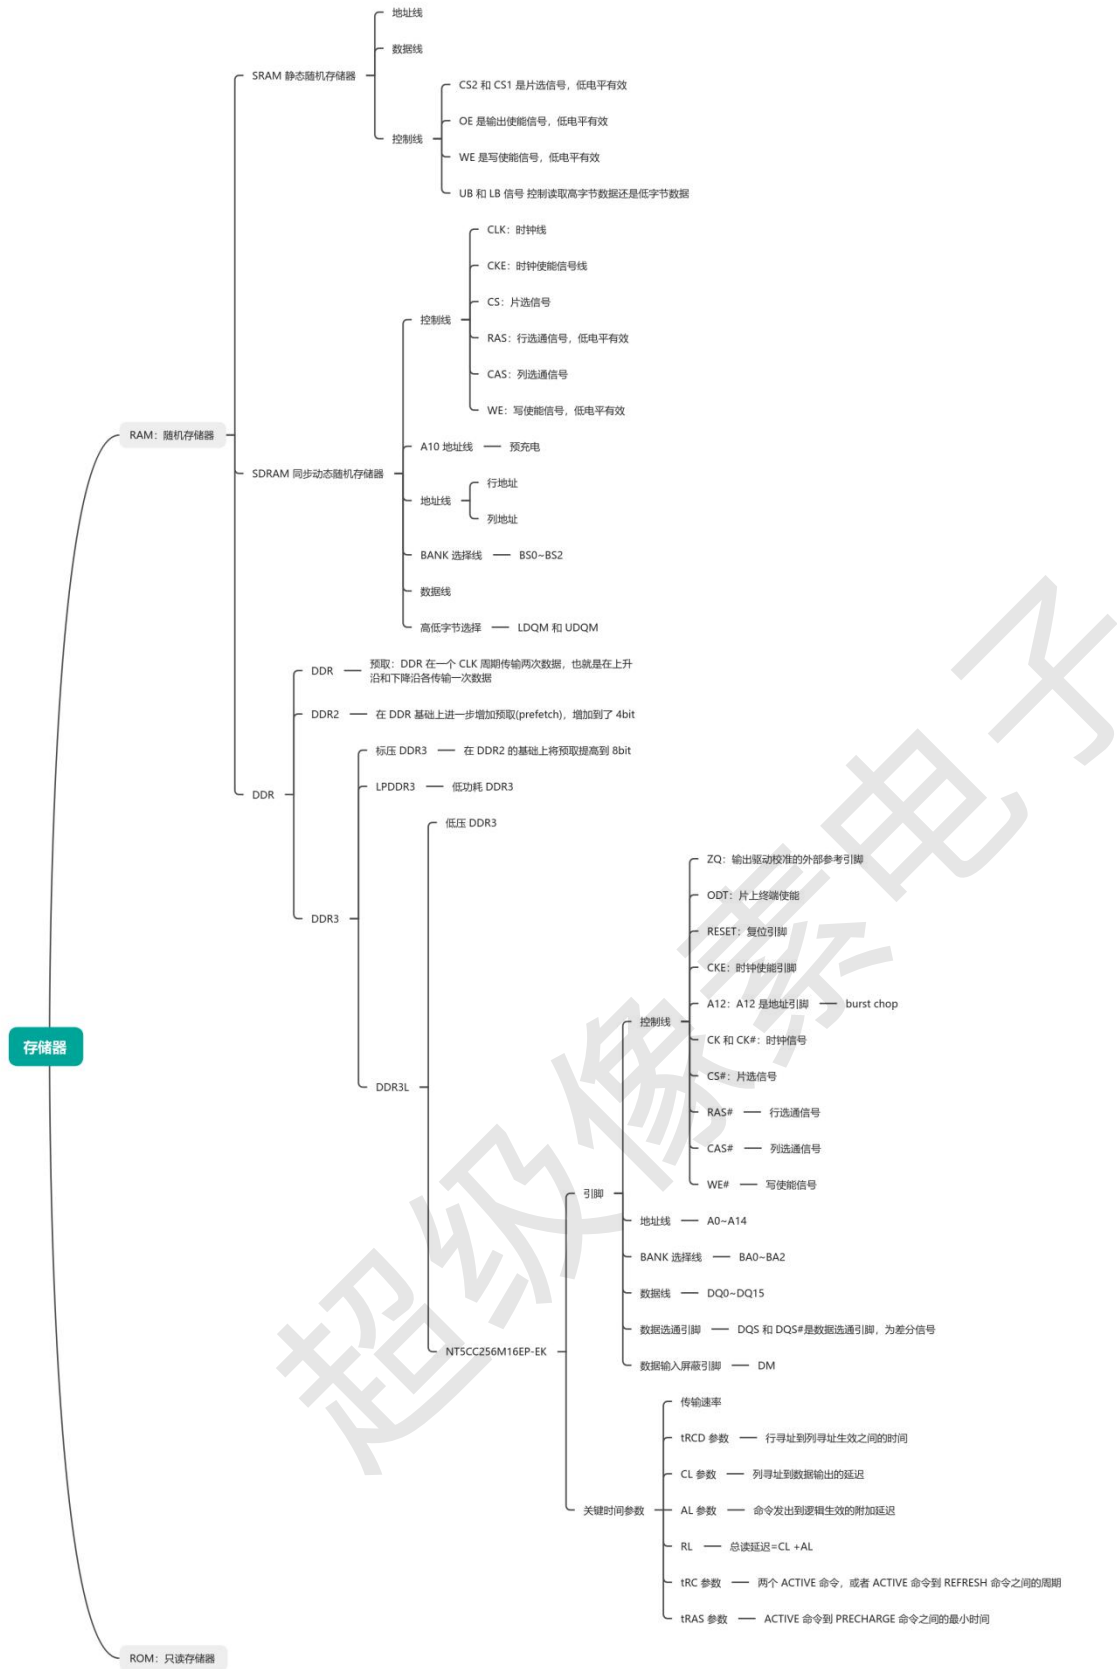 存储器
RAM：随机存储器
SRAM 静态随机存储器
地址线
数据线
控制线
CS2 和 CS1 是片选信号，低电平有效
OE 是输出使能信号，低电平有效
WE 是写使能信号，低电平有效
UB 和 LB 信号 控制读取高字节数据还是低字节数据
SDRAM 同步动态随机存储器
控制线
CLK：时钟线
CKE：时钟使能信号线
CS：片选信号
RAS：行选通信号，低电平有效
CAS：列选通信号
WE：写使能信号，低电平有效
A10 地址线
预充电
地址线
行地址
列地址
BANK 选择线
BS0~BS2
数据线
高低字节选择
LDQM 和 UDQM
DDR
DDR
预取：DDR 在一个 CLK 周期传输两次数据，也就是在上升
沿和下降沿各传输一次数据
DDR2
在 DDR 基础上进一步增加预取(prefetch)，增加到了 4bit
DDR3
标压 DDR3
在 DDR2 的基础上将预取提高到 8bit
LPDDR3
低功耗 DDR3
DDR3L
低压 DDR3
NT5CC256M16EP-EK
引脚
控制线
ZQ：输出驱动校准的外部参考引脚
ODT：片上终端使能
RESET：复位引脚
CKE：时钟使能引脚
A12：A12 是地址引脚
burst chop
CK 和 CK#：时钟信号
CS#：片选信号
RAS#
行选通信号
CAS#
列选通信号
WE#
写使能信号
地址线
A0~A14
BANK 选择线
BA0~BA2
数据线
DQ0~DQ15
数据选通引脚
DQS 和 DQS#是数据选通引脚，为差分信号
数据输入屏蔽引脚
DM
关键时间参数
传输速率
tRCD 参数
行寻址到列寻址生效之间的时间
CL 参数
列寻址到数据输出的延迟
AL 参数
命令发出到逻辑生效的附加延迟
RL
总读延迟=CL +AL
tRC 参数
两个 ACTIVE 命令，或者 ACTIVE 命令到 REFRESH 命令之间的周期
tRAS 参数
ACTIVE 命令到 PRECHARGE 命令之间的最小时间
ROM：只读存储器
超级像素电子